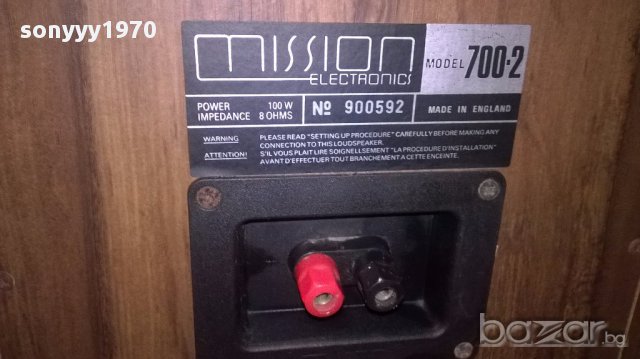 sonyyy1970
mission
ELECTRONICS
MODEL 700·2
POWER 100 W
IMPEDANCE 8 OHMS
Nº 900592
MADE IN ENGLAND
WARNING PLEASE READ "SETTING UP PROCEDURE" CAREFULLY BEFORE MAKING ANY
CONNECTION TO THIS LOUDSPEAKER.
ATTENTION! S'IL VOUS PLAIT LIRE SOIGNELLSEMENT "LA PROCEDURE D'INSTALLATION"
AVANT D'EFFECTUER TOUT BRANCHEMENT A CETTE ENCEINTE.
bazar.bg